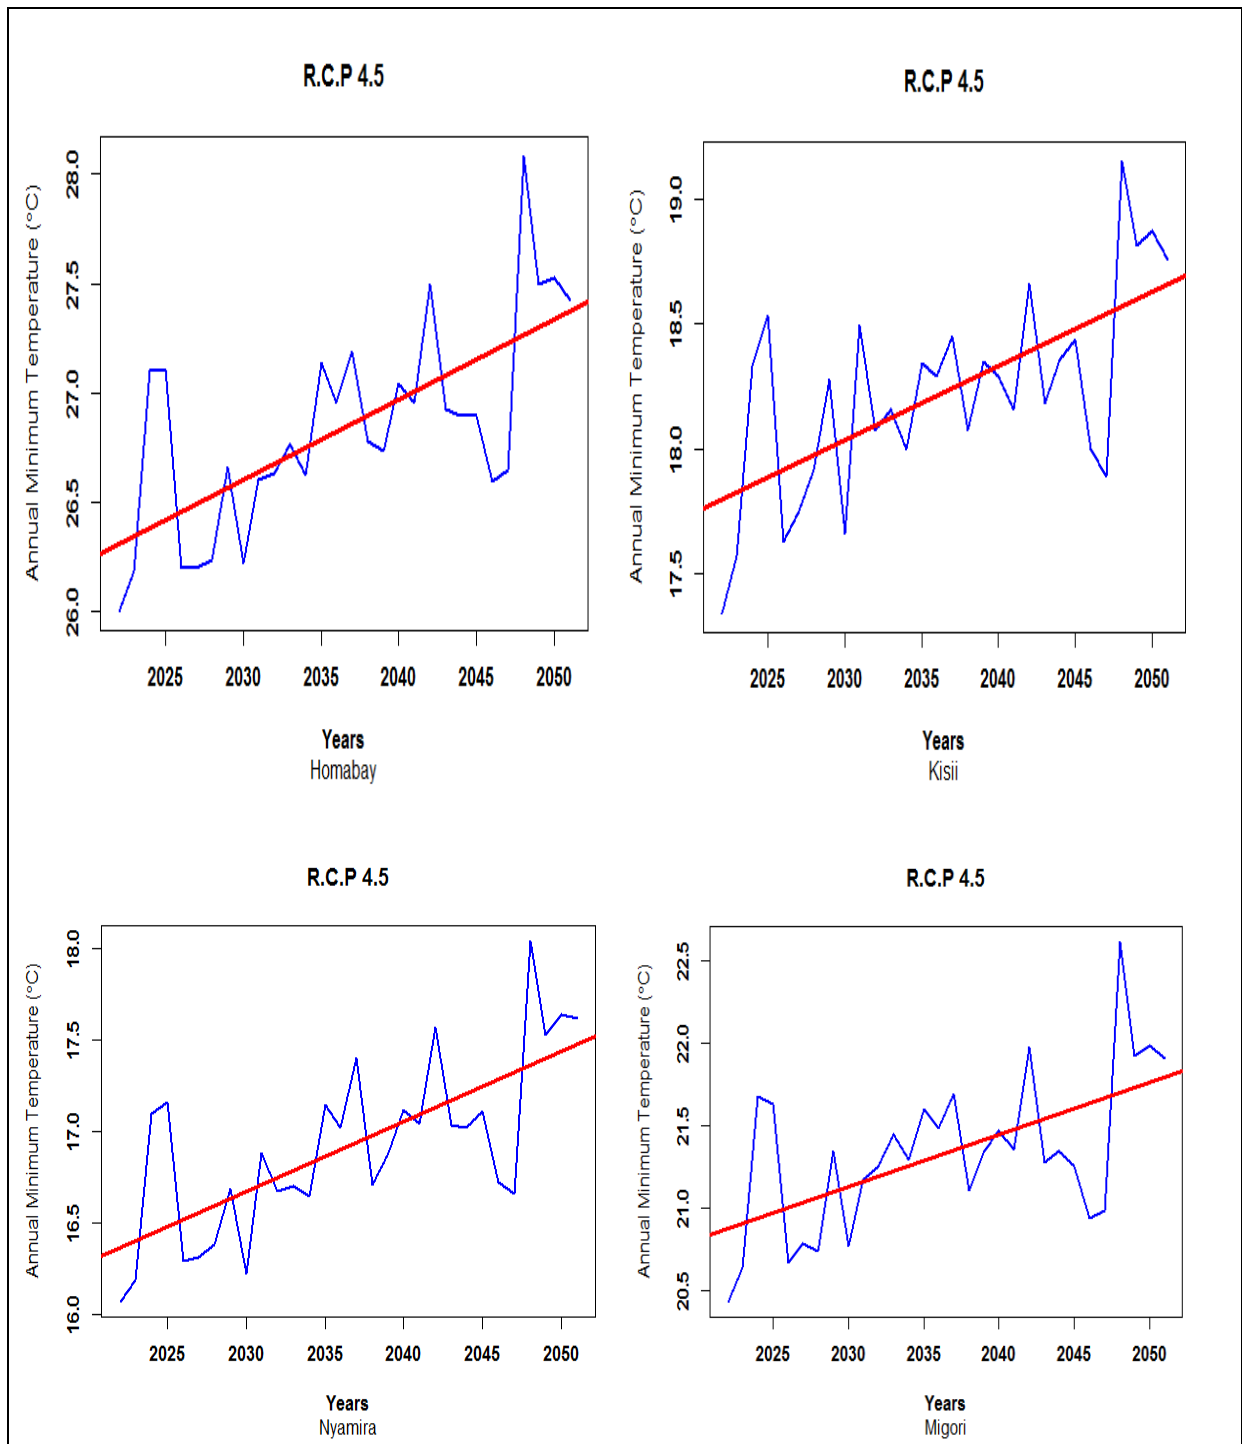 R.C.P 4.5
Annual Minimum Temperature (°C)
28.0
27.5
27.0
26.5
26.0
2025 2030 2035 2040 2045 2050
Years
Homabay
R.C.P 4.5
Annual Minimum Temperature (°C)
19.0
18.5
18.0
17.5
2025 2030 2035 2040 2045 2050
Years
Kisii
R.C.P 4.5
Annual Minimum Temperature (°C)
18.0
17.5
17.0
16.5
16.0
2025 2030 2035 2040 2045 2050
Years
Nyamira
R.C.P 4.5
Annual Minimum Temperature (°C)
22.5
22.0
21.5
21.0
20.5
2025 2030 2035 2040 2045 2050
Years
Migori